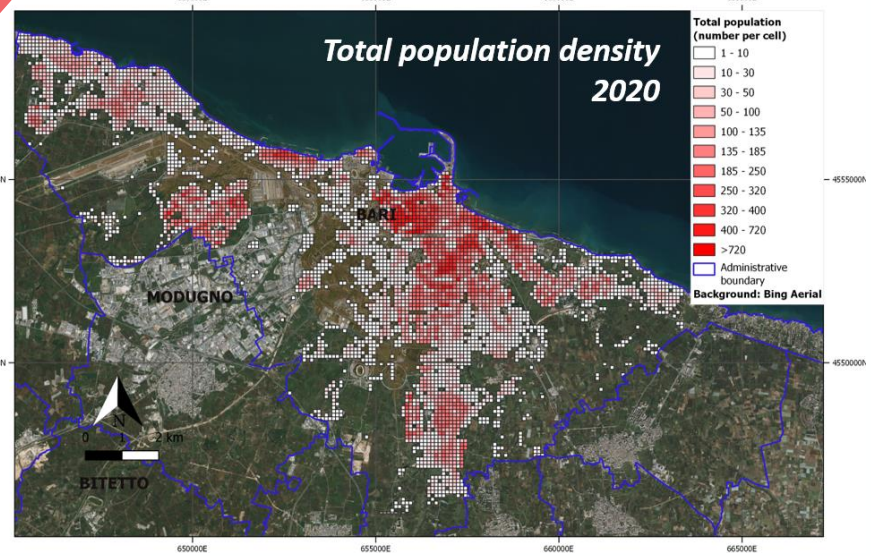 Total population density
2020
Total population
(number per cell)
1 - 10
10 - 30
30 - 50
50 - 100
100 - 135
135 - 185
185 - 250
250 - 320
320 - 400
400 - 720
>720
Administrative
boundary
Background: Bing Aerial
N
4555000N
BARI
MODUGNO
N
4550000N
N
0 1 2 km
BITETTO
650000E 655000E 660000E 665000E